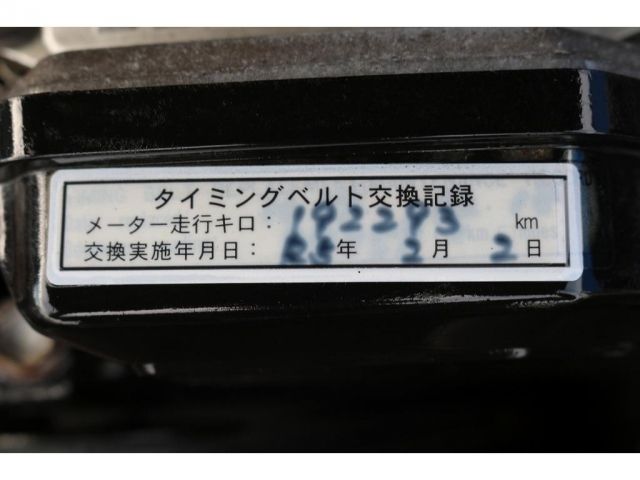 タイミングベルト交換記録
メーター走行キロ： 192293 km
交換実施年月日： 年 2月 2日